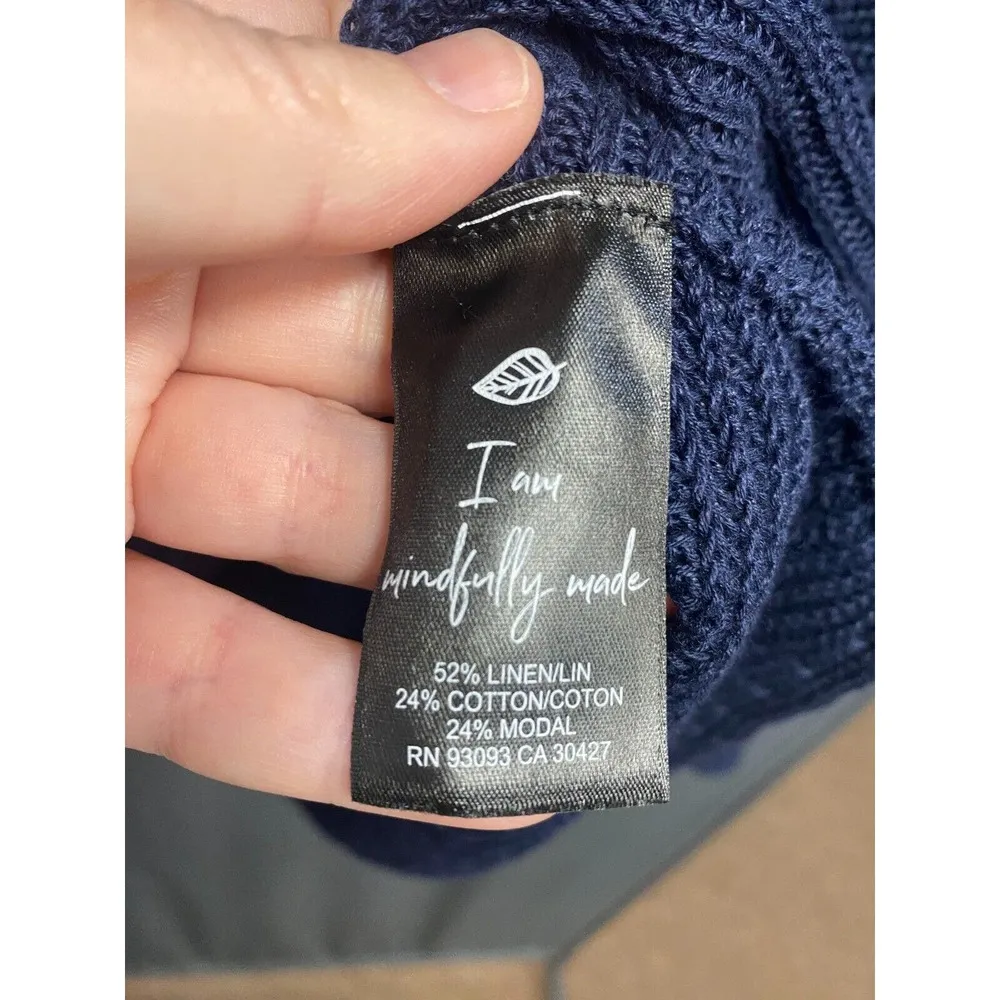 I am
mindfully made
52% LINEN/LIN
24% COTTON/COTON
24% MODAL
RN 93093 CA 30427